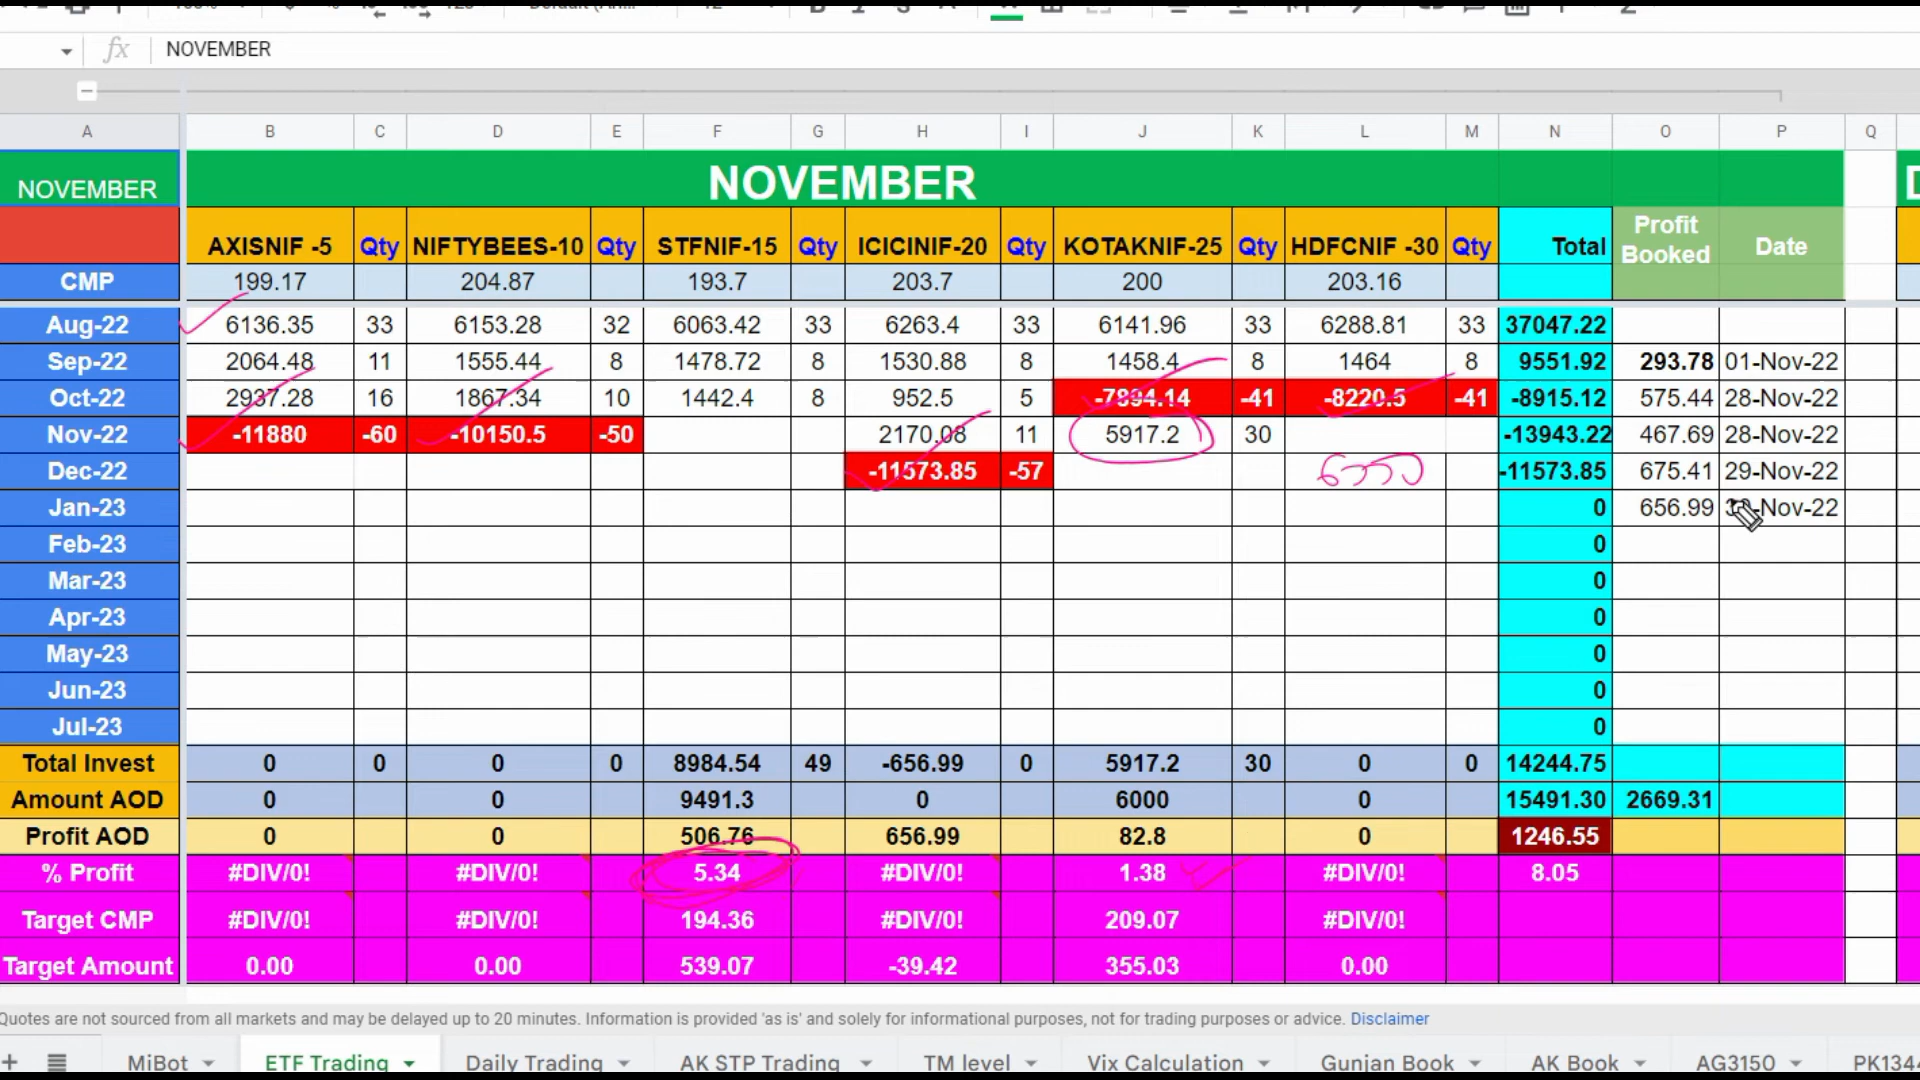 NOVEMBER
A B C D E F G H I J K L M N O P Q
NOVEMBER NOVEMBER
AXISNIF -5 Qty NIFTYBEES-10 Qty STFNIF-15 Qty ICICINIF-20 Qty KOTAKNIF-25 Qty HDFCNIF -30 Qty Total Profit Booked Date
CMP 199.17 204.87 193.7 203.7 200 203.16
Aug-22 6136.35 33 6153.28 32 6063.42 33 6263.4 33 6141.96 33 6288.81 33 37047.22
Sep-22 2064.48 11 1555.44 8 1478.72 8 1530.88 8 1458.4 8 1464 8 9551.92 293.78 01-Nov-22
Oct-22 2937.28 16 1867.34 10 1442.4 8 952.5 5 -7894.14 -41 -8220.5 -41 -8915.12 575.44 28-Nov-22
Nov-22 -11880 -60 -10150.5 -50 2170.08 11 5917.2 30 -13943.22 467.69 28-Nov-22
Dec-22 -11573.85 -57 -11573.85 675.41 29-Nov-22
Jan-23 0 656.99 -Nov-22
Feb-23 0
Mar-23 0
Apr-23 0
May-23 0
Jun-23 0
Jul-23 0
Total Invest 0 0 0 0 8984.54 49 -656.99 0 5917.2 30 0 0 14244.75
Amount AOD 0 0 9491.3 0 6000 0 15491.30 2669.31
Profit AOD 0 0 506.76 656.99 82.8 0 1246.55
% Profit #DIV/0! #DIV/0! 5.34 #DIV/0! 1.38 #DIV/0! 8.05
Target CMP #DIV/0! #DIV/0! 194.36 #DIV/0! 209.07 #DIV/0!
Target Amount 0.00 0.00 539.07 -39.42 355.03 0.00
Quotes are not sourced from all markets and may be delayed up to 20 minutes. Information is provided 'as is' and solely for informational purposes, not for trading purposes or advice. Disclaimer
MiBot ETF Trading Daily Trading AK STP Trading TM level Vix Calculation Gunjan Book AK Book AG3150 PK134